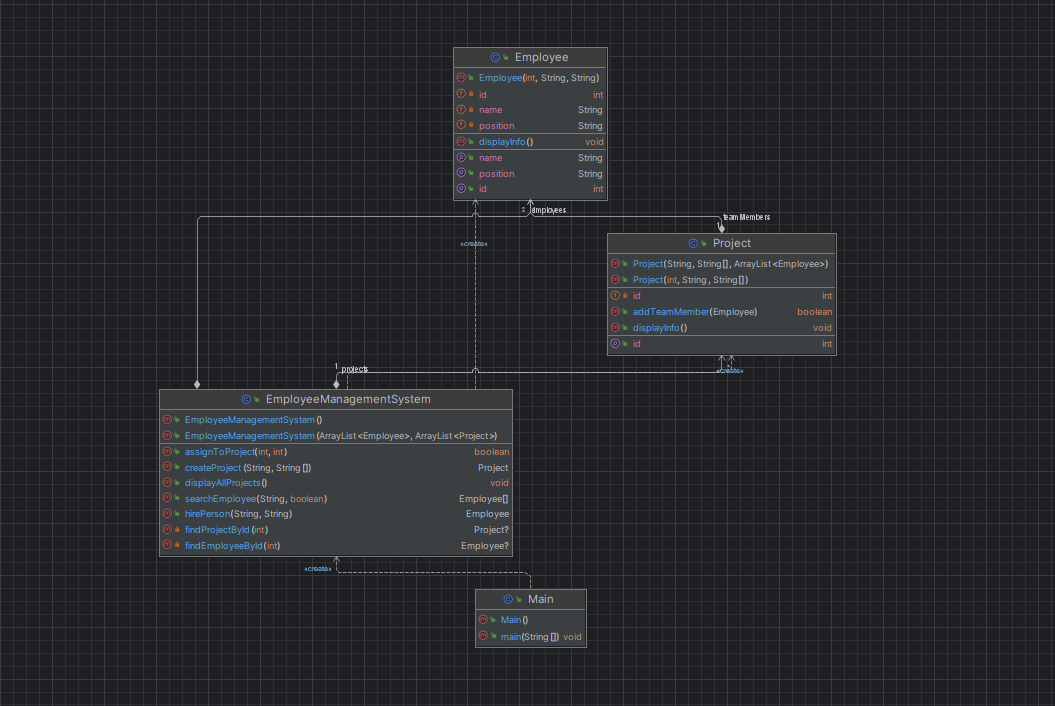 Employee
Employee(int, String, String)
id int
name String
position String
displayInfo() void
name String
position String
id int
* employees
teamMembers
1
«create»
Project
Project(String, String[], ArrayList<Employee>)
Project(int, String, String[])
id int
addTeamMember(Employee) boolean
displayInfo() void
id int
1 projects
«create»
EmployeeManagementSystem
EmployeeManagementSystem()
EmployeeManagementSystem(ArrayList<Employee>, ArrayList<Project>)
assignToProject(int, int) boolean
createProject(String, String[]) Project
displayAllProjects() void
searchEmployee(String, boolean) Employee[]
hirePerson(String, String) Employee
findProjectById(int) Project?
findEmployeeById(int) Employee?
«create»
Main
Main()
main(String[]) void